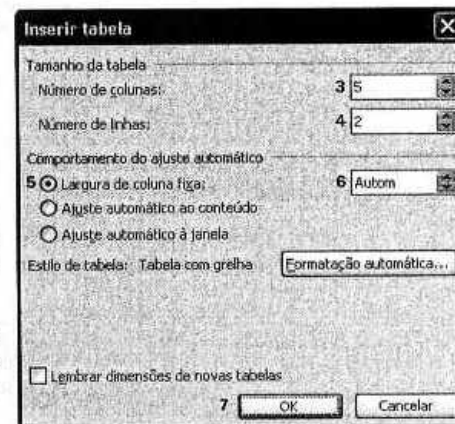 Inserir tabela
Tamanho da tabela
Número de colunas: 3 5
Número de linhas: 4 2
Comportamento do ajuste automático
5 Largura de coluna fixa: 6 Autom
Ajuste automático ao conteúdo
Ajuste automático à janela
Estilo de tabela: Tabela com grelha Formatação automática...
Lembrar dimensões de novas tabelas
7 OK Cancelar